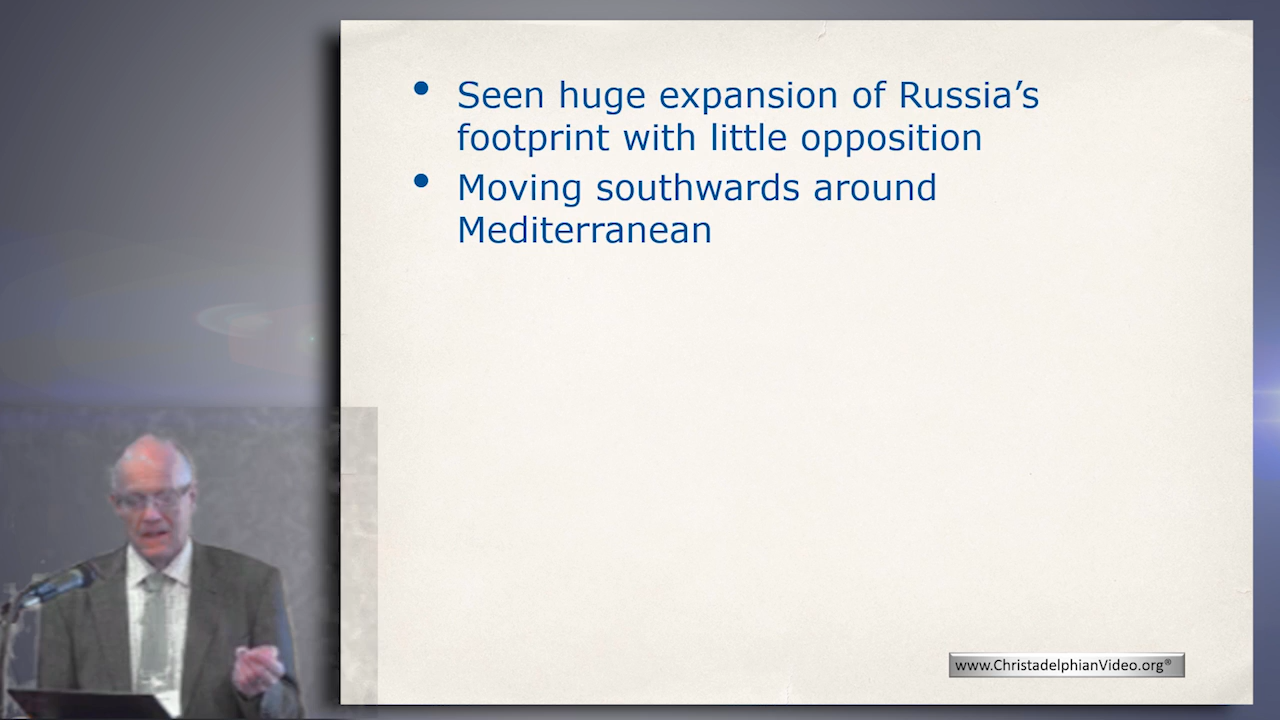 • Seen huge expansion of Russia’s
footprint with little opposition
• Moving southwards around
Mediterranean
www.ChristadelphianVideo.org®